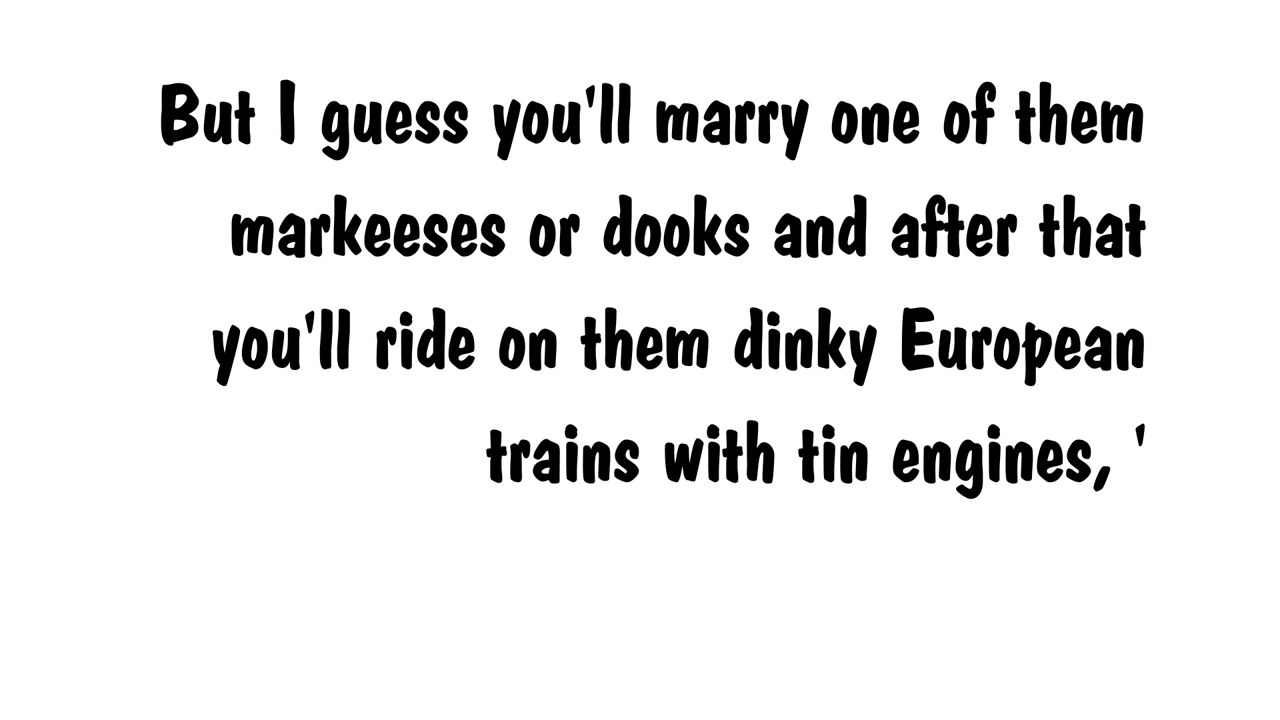 But I guess you'll marry one of them
markeeses or dooks and after that
you'll ride on them dinky European
trains with tin engines, '